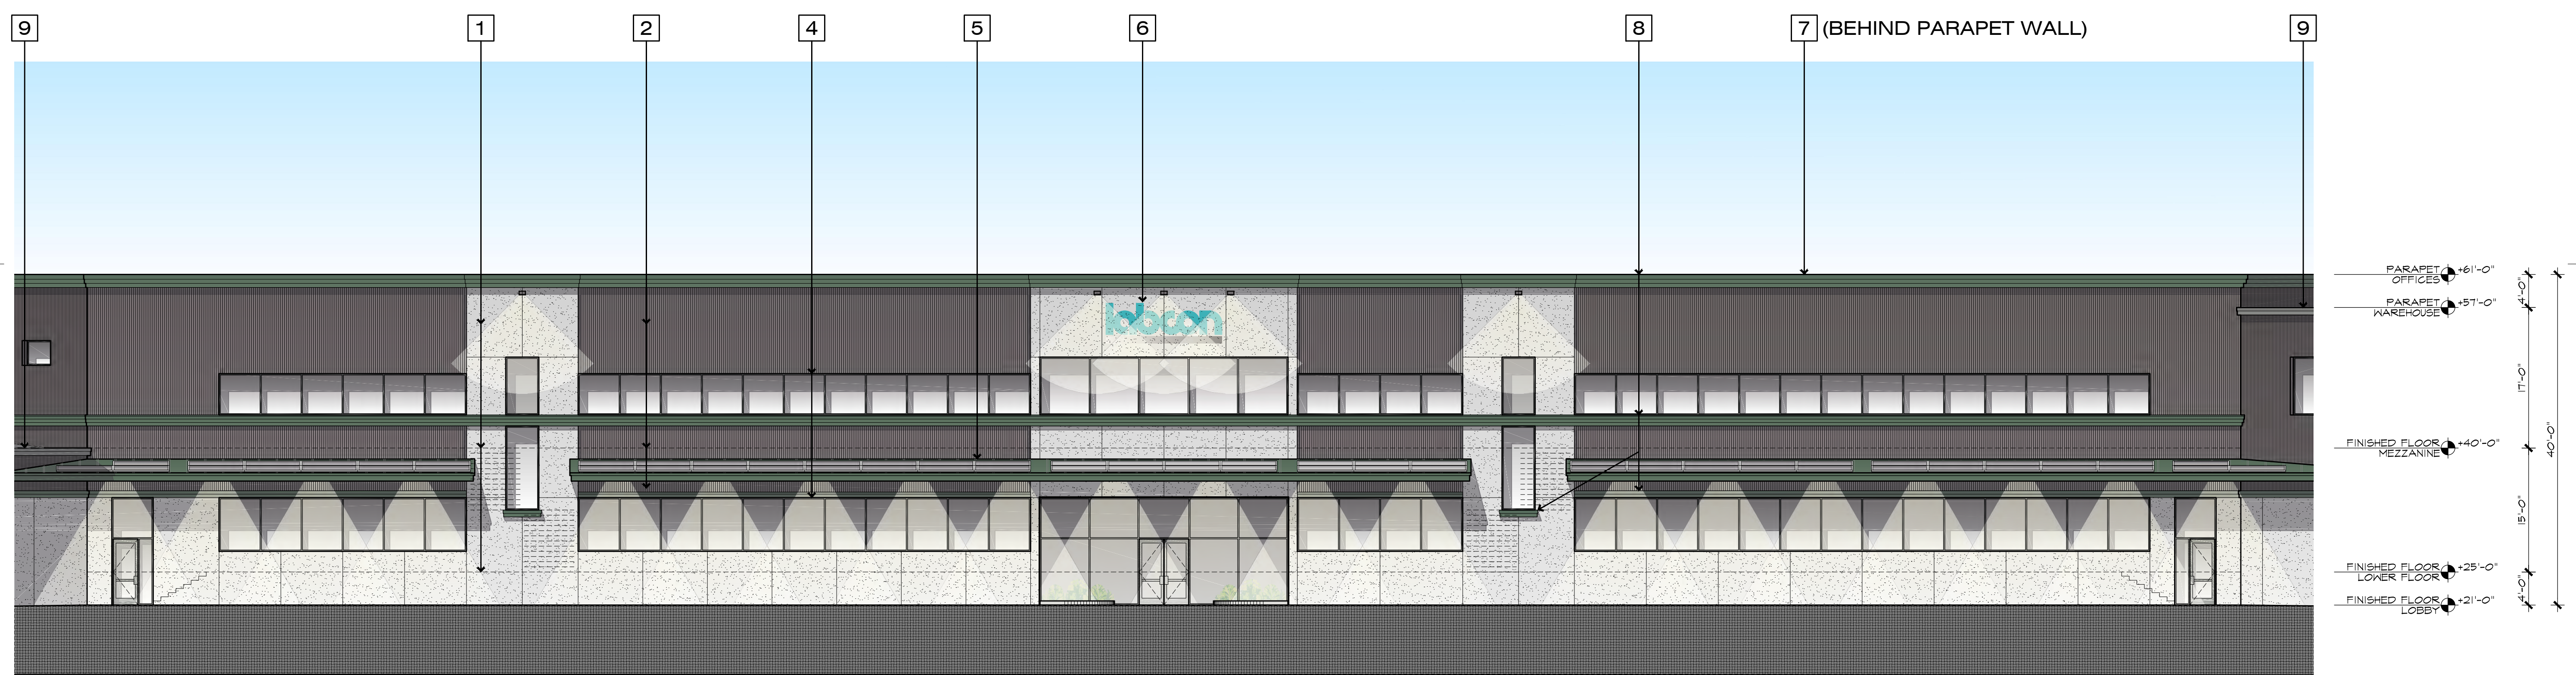 9 1 2 4 5 6 8 7 (BEHIND PARAPET WALL) 9
labcon
PARAPET +61'-0"
OFFICES
4'-0"
PARAPET +57'-0"
WAREHOUSE
17'-0"
FINISHED FLOOR +40'-0"
MEZZANINE
40'-0"
15'-0"
FINISHED FLOOR +25'-0"
LOWER FLOOR
4'-0"
FINISHED FLOOR +21'-0"
LOBBY